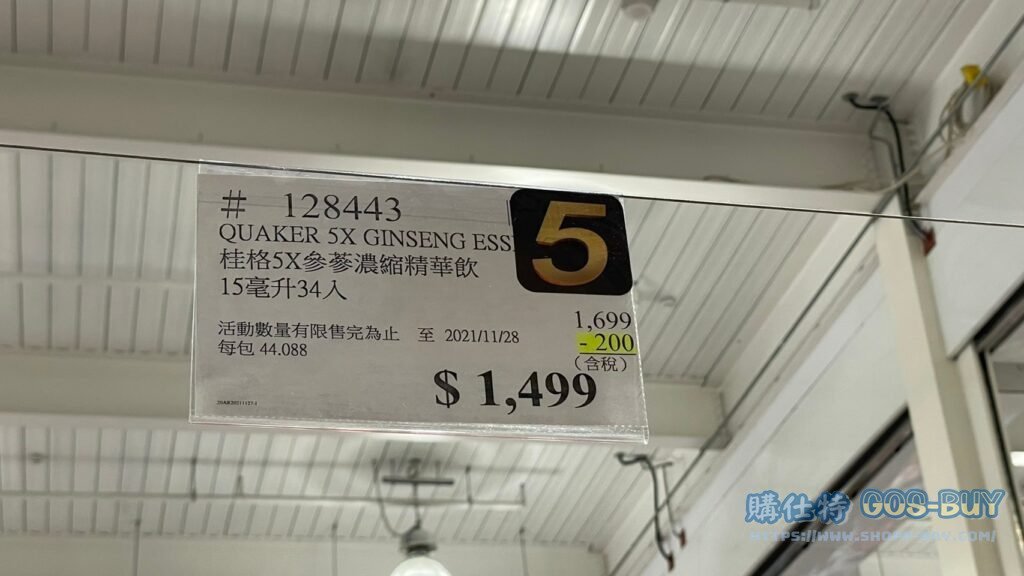 # 128443
QUAKER 5X GINSENG ESS
5
桂格5X參蔘濃縮精華飲
15毫升34入
1,699
活動數量有限售完為止 至 2021/11/28
- 200
每包 44.088
(含稅)
$ 1,499
購仕特 GOS-BUY